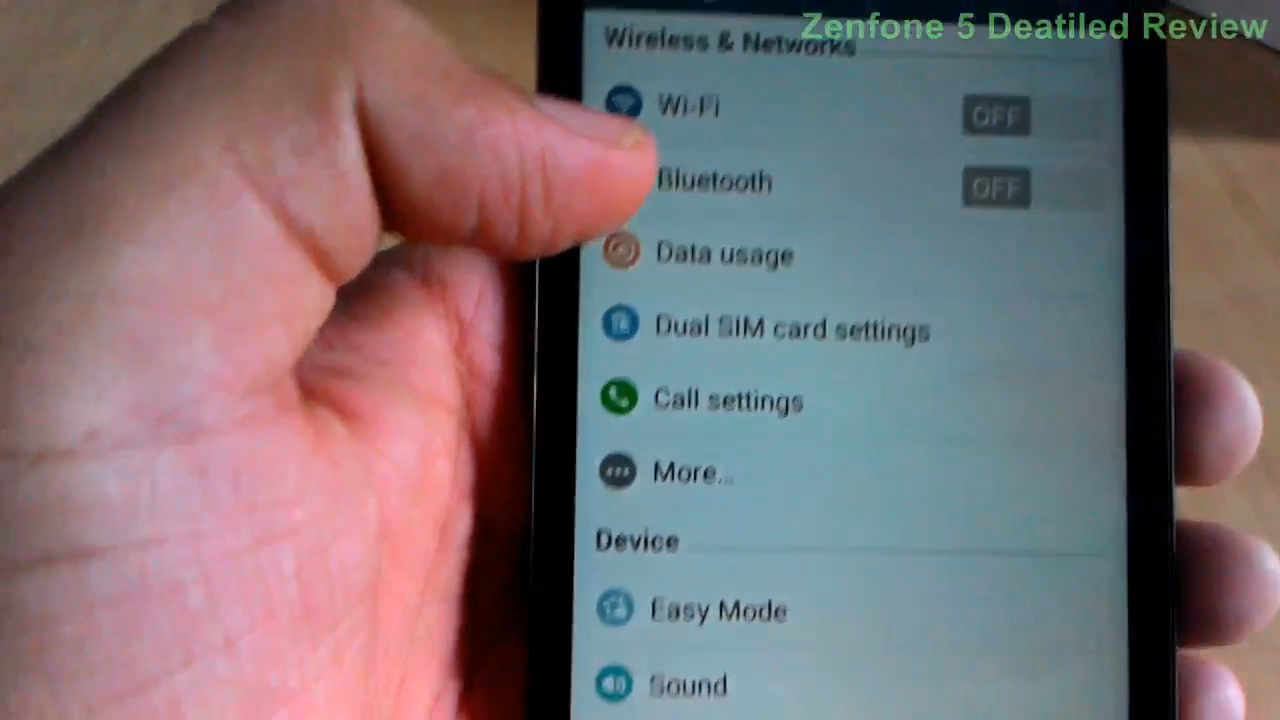 Zenfone 5 Deatiled Review
Wireless & Networks
Wi-Fi
OFF
Bluetooth
OFF
Data usage
Dual SIM card settings
Call settings
More...
Device
Easy Mode
Sound